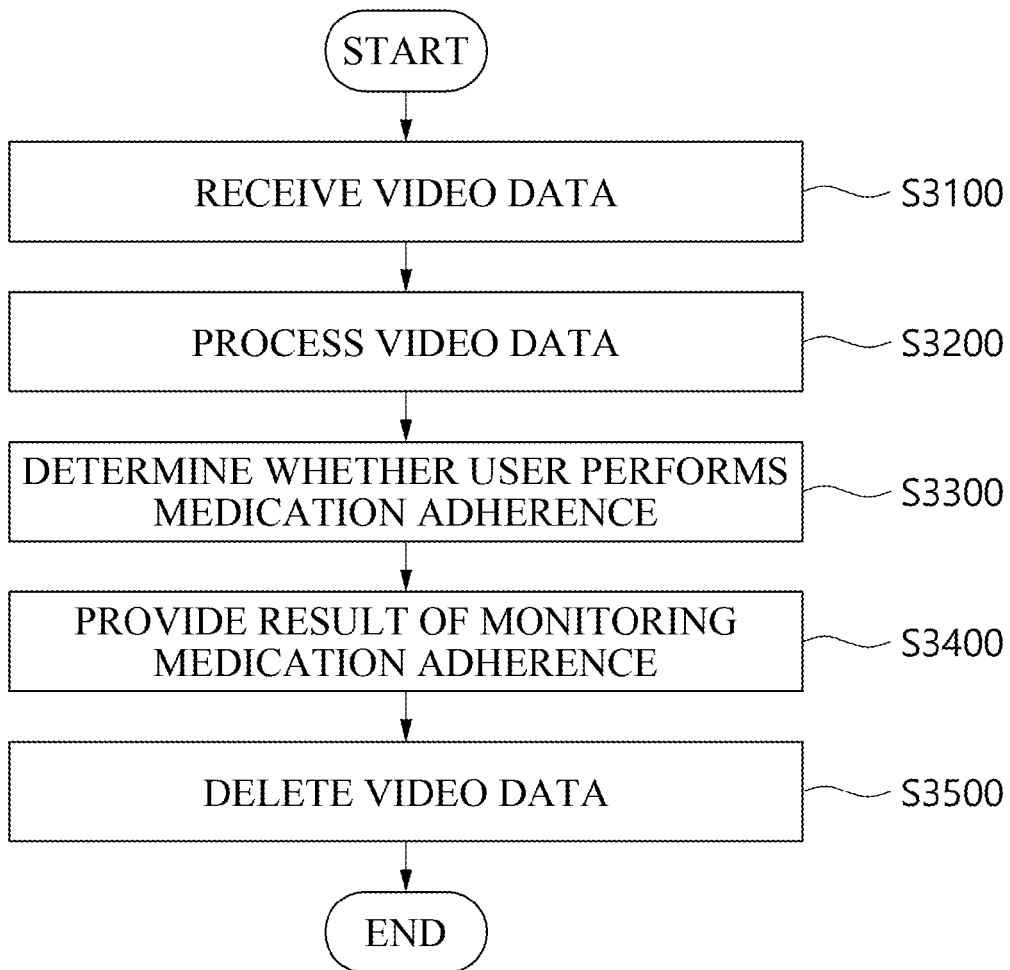 START
RECEIVE VIDEO DATA
S3100
PROCESS VIDEO DATA
S3200
DETERMINE WHETHER USER PERFORMS
MEDICATION ADHERENCE
S3300
PROVIDE RESULT OF MONITORING
MEDICATION ADHERENCE
S3400
DELETE VIDEO DATA
S3500
END